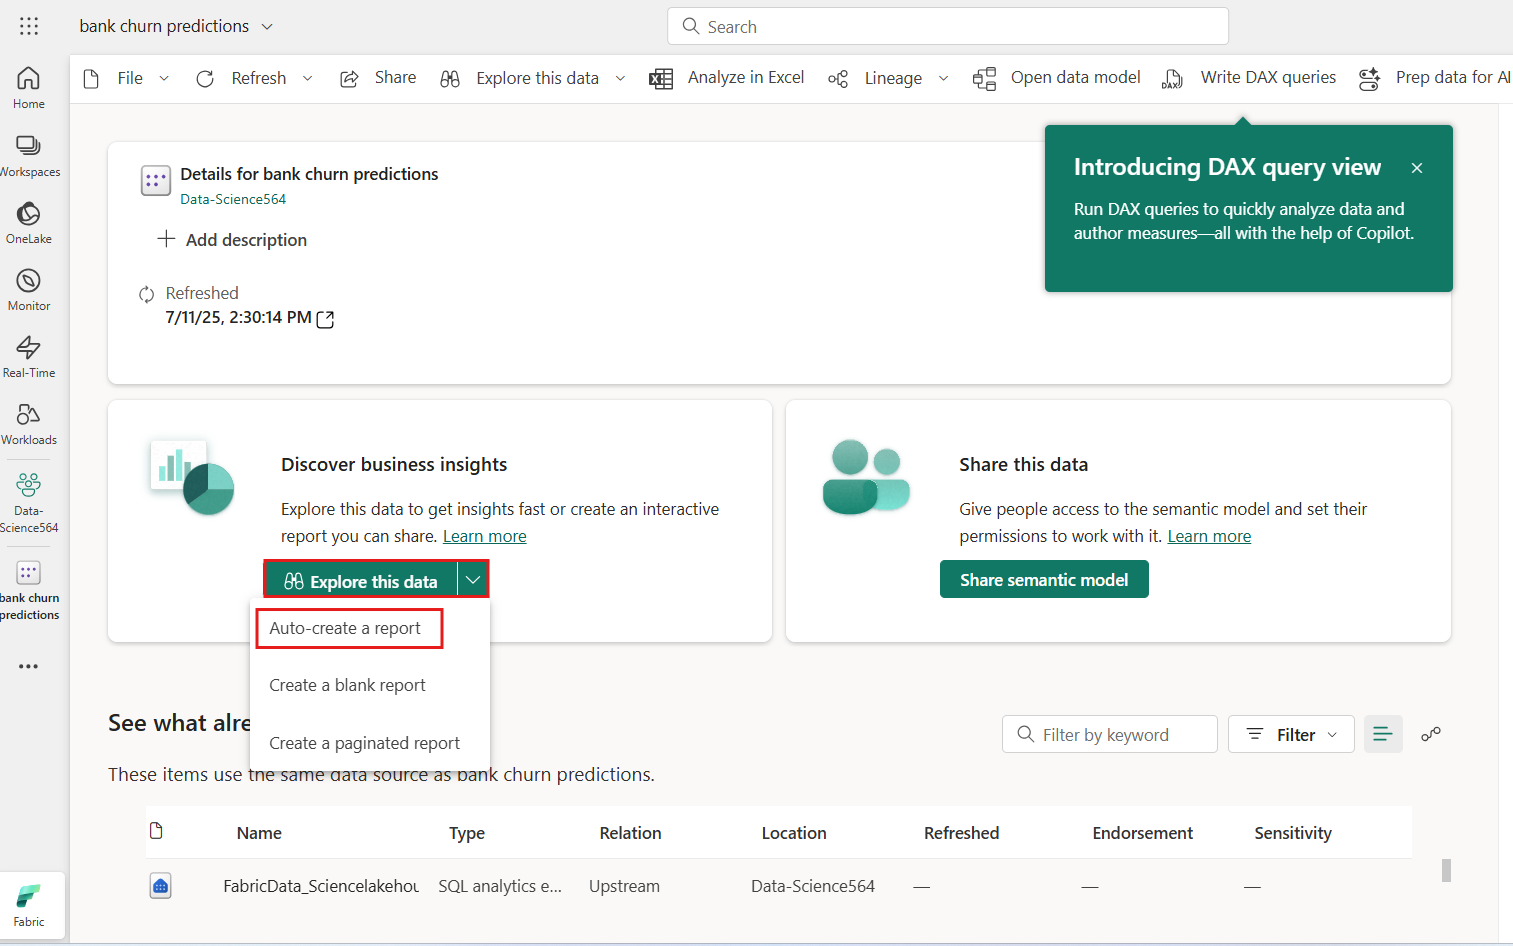 bank churn predictions
Search
File
Refresh
Share
Explore this data
Analyze in Excel
Lineage
Open data model
DAX
Write DAX queries
Prep data for AI
Home
Workspaces
OneLake
Monitor
Real-Time
Workloads
Data-
Science564
bank churn
predictions
Fabric
Details for bank churn predictions
Data-Science564
Add description
Refreshed
7/11/25, 2:30:14 PM
Introducing DAX query view
Run DAX queries to quickly analyze data and
author measures—all with the help of Copilot.
Discover business insights
Explore this data to get insights fast or create an interactive
report you can share. Learn more
Explore this data
Auto-create a report
Create a blank report
Create a paginated report
Share this data
Give people access to the semantic model and set their
permissions to work with it. Learn more
Share semantic model
See what alre
Filter by keyword
Filter
These items use the same data source as bank churn predictions.
Name Type Relation Location Refreshed Endorsement Sensitivity
FabricData_Sciencelakehou SQL analytics e... Upstream Data-Science564 — — —